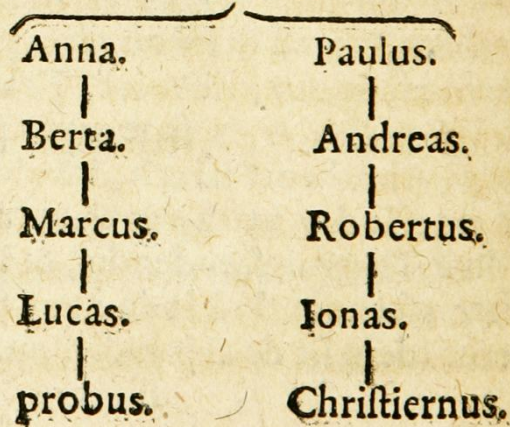 Anna. Paulus.
Berta. Andreas.
Marcus. Robertus.
Lucas. Ionas.
probus. Chriſtiernus.